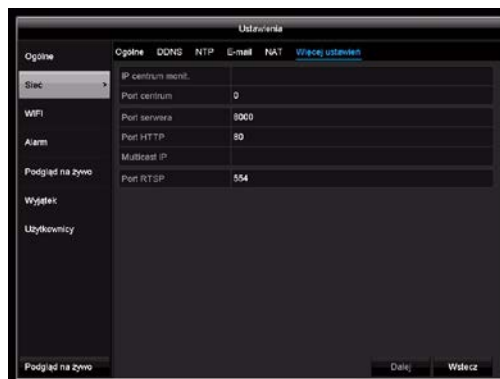 Ustawienia
Ogólne
Sieć >
WIFI
Alarm
Podgląd na żywo
Wyjątek
Użytkownicy
Podgląd na żywo
Ogólne DDNS NTP E-mail NAT Więcej ustawień
IP centrum monit.
Port centrum 0
Port serwera 8000
Port HTTP 80
Multicast IP
Port RTSP 554
Dalej Wstecz